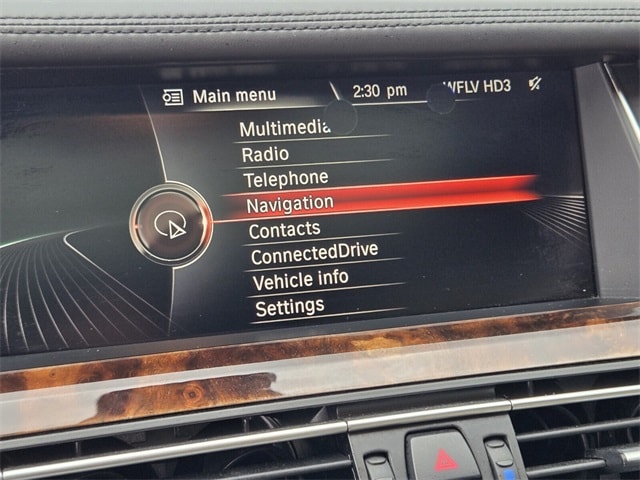 Main menu 2:30 pm WFLV HD3
Multimedia
Radio
Telephone
Navigation
Contacts
ConnectedDrive
Vehicle info
Settings